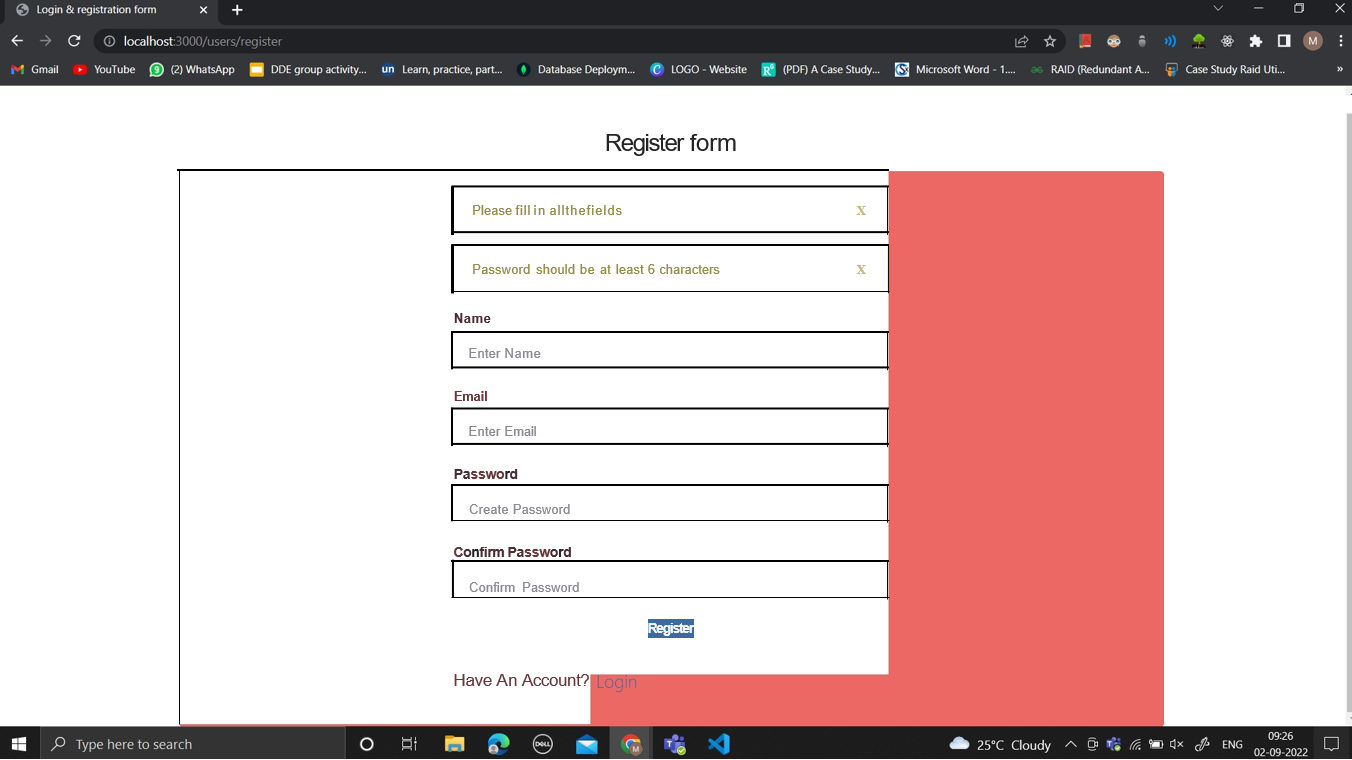 Login & registration form
localhost:3000/users/register
Gmail YouTube (2) WhatsApp DDE group activity... un Learn, practice, part... Database Deploym... LOGO - Website (PDF) A Case Study... Microsoft Word - 1.... RAID (Redundant A... Case Study Raid Uti... »
M
Register form
Please fill in allthefields x
Password should be at least 6 characters x
Name
Enter Name
Email
Enter Email
Password
Create Password
Confirm Password
Confirm Password
Register
Have An Account? Login
Type here to search
DELL
25°C Cloudy
ENG
09:26
02-09-2022